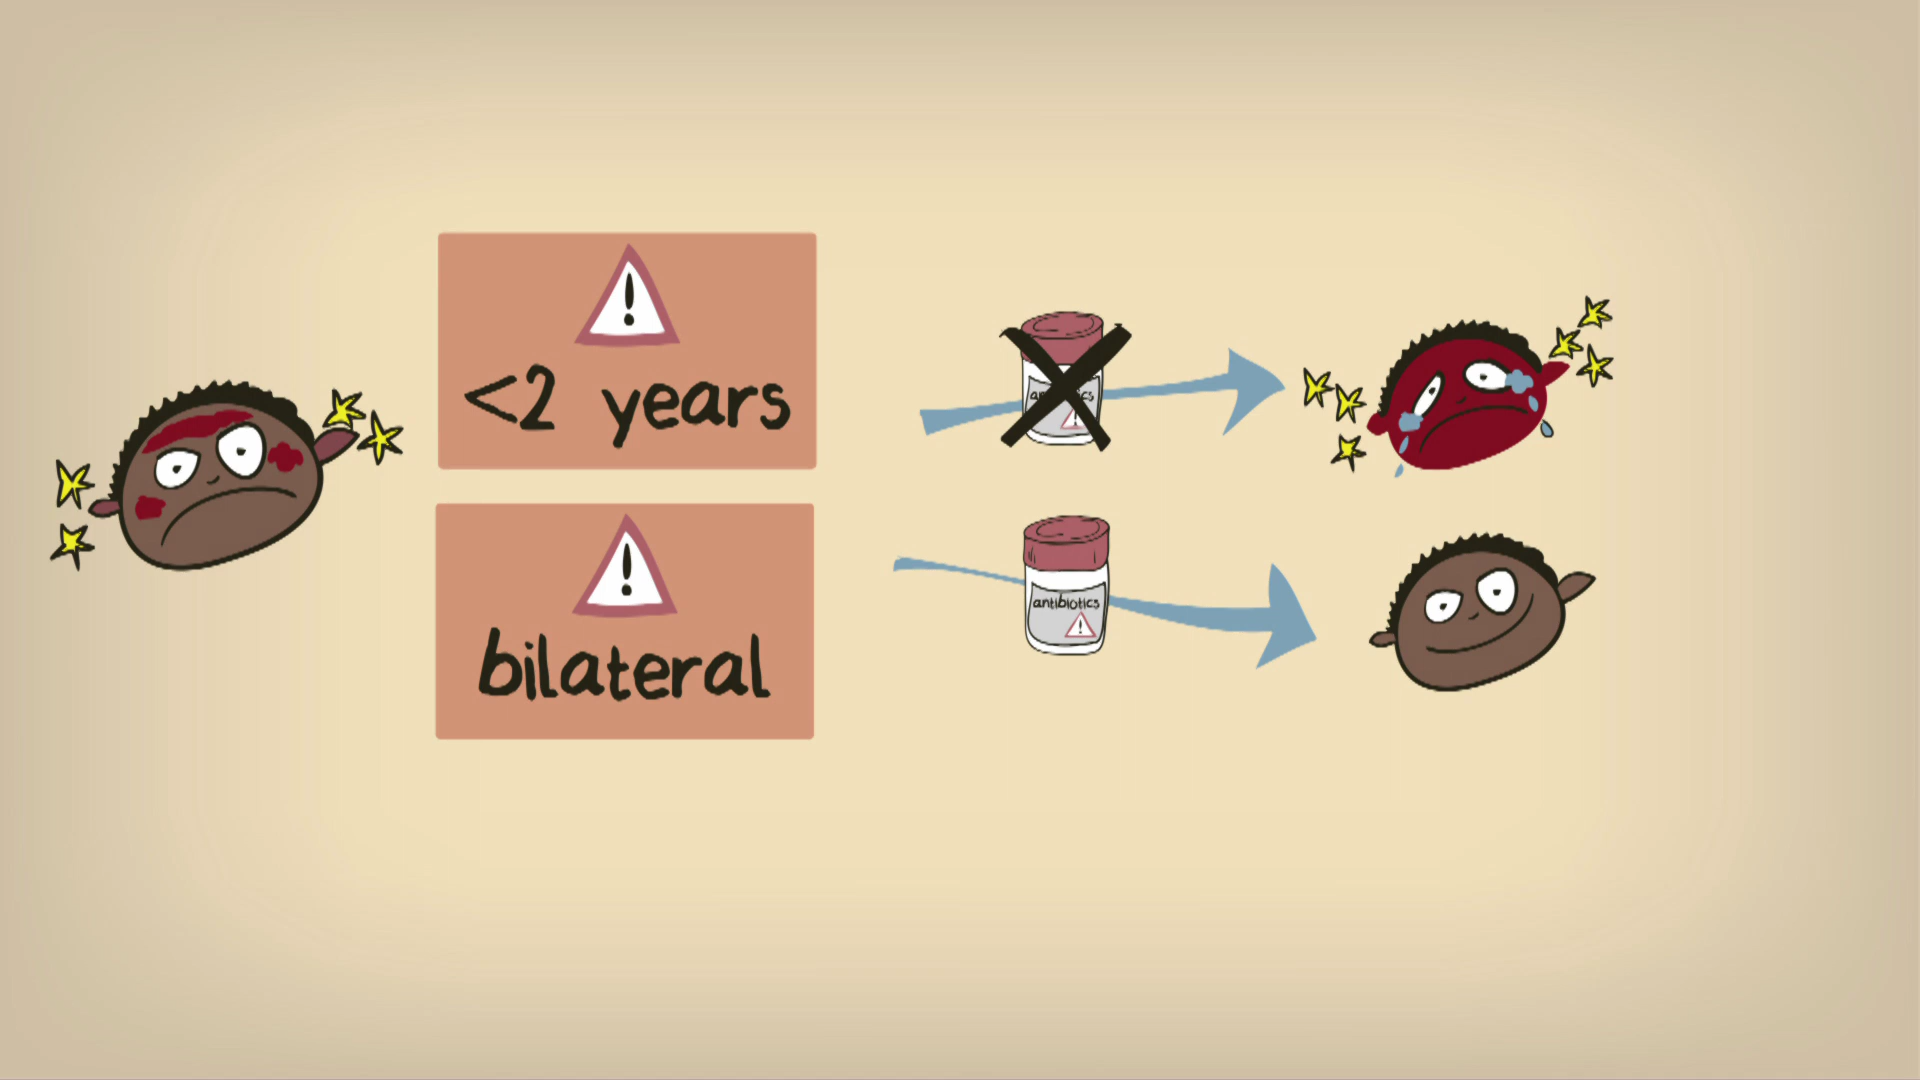 <2 years
bilateral
antibiotics